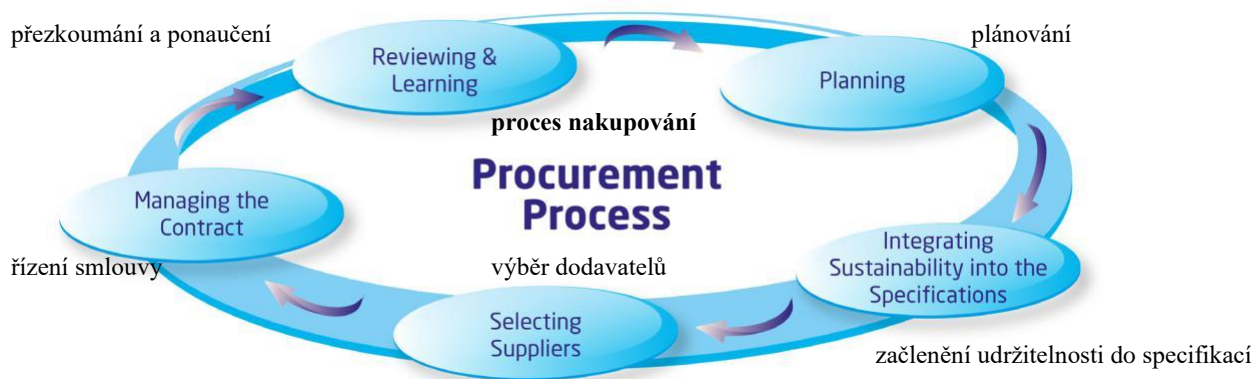 přezkoumání a ponaučení
plánování
Reviewing &
Learning
Planning
proces nakupování
Procurement
Process
Managing the
Contract
řízení smlouvy
výběr dodavatelů
Integrating
Sustainability into the
Specifications
Selecting
Suppliers
začlenění udržitelnosti do specifikací